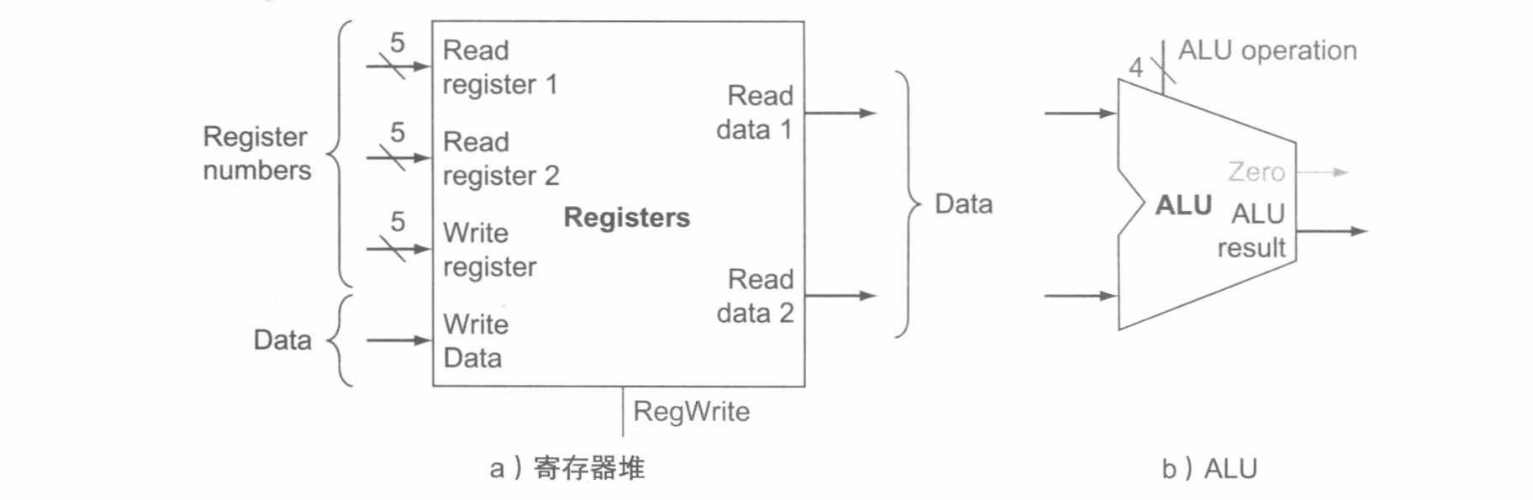 Register
numbers
Data
5
Read
register 1
5
Read
register 2
5
Write
register
Write
Data
Registers
Read
data 1
Read
data 2
Data
RegWrite
a）寄存器堆
4
ALU operation
Zero
ALU
ALU
result
b）ALU